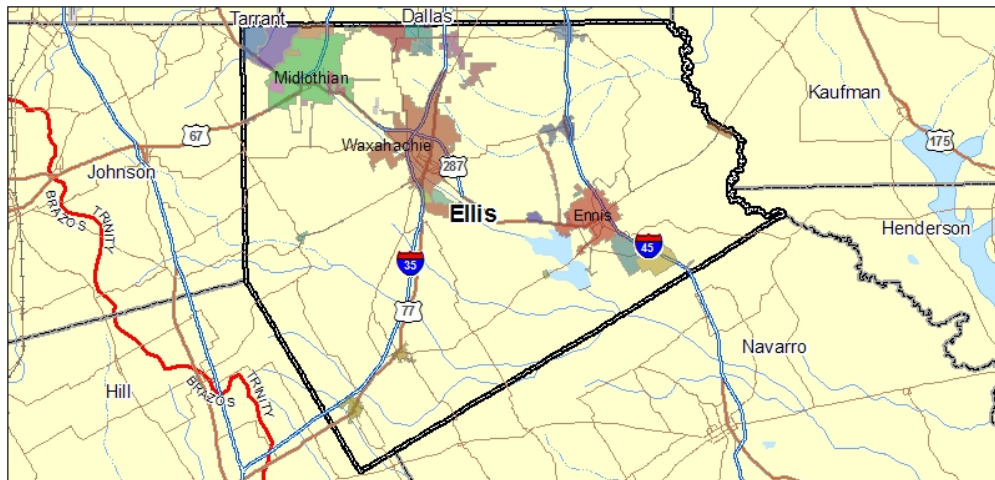 Tarrant
Dallas
Midlothian
Kaufman
67
Waxahachie
175
Johnson
287
BRAZOS
TRINITY
Ellis
Ennis
Henderson
45
35
77
Navarro
Hill
BRAZOS
TRINITY